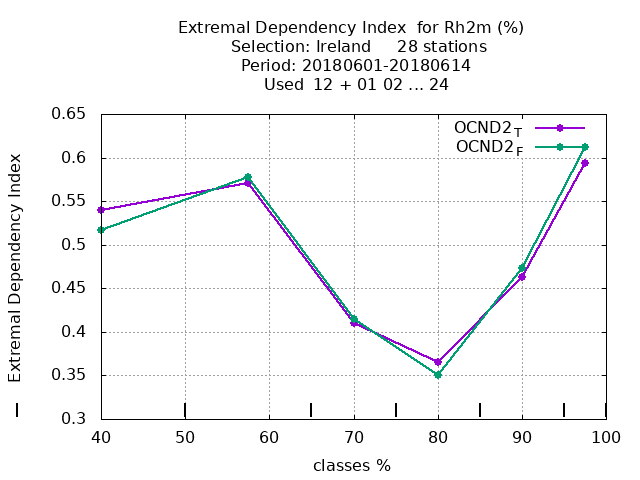 Extremal Dependency Index  for Rh2m (%)
Selection: Ireland     28 stations
Period: 20180601-20180614
Used  12 + 01 02 ... 24
OCND2_T
OCND2_F
Extremal Dependency Index
0.65
0.6
0.55
0.5
0.45
0.4
0.35
0.3
40 50 60 70 80 90 100
classes %